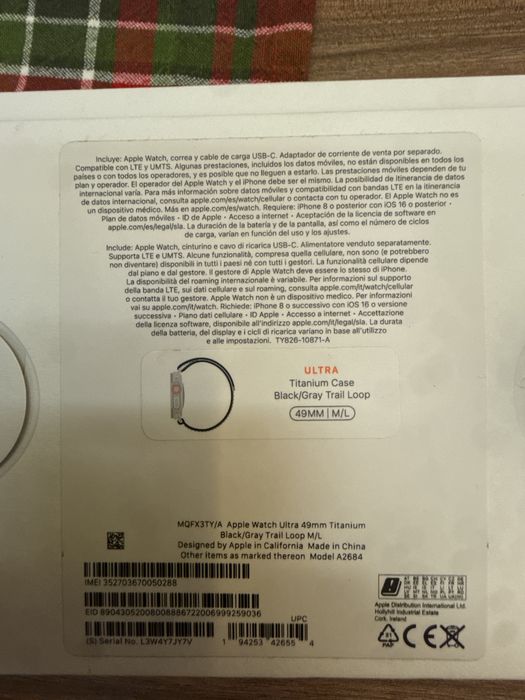 Incluye: Apple Watch, correa y cable de carga USB-C. Adaptador de corriente de venta por separado.
Compatible con LTE y UMTS. Algunas prestaciones, incluidos los datos móviles, no están disponibles en todos los
países o con todos los operadores, y es posible que no lleguen a estarlo. Las prestaciones móviles dependen de tu
plan y operador. El operador del Apple Watch y el iPhone debe ser el mismo. La posibilidad de itinerancia de datos
internacional varía. Para más información sobre datos móviles y compatibilidad con bandas LTE en la itinerancia
de datos internacional, consulta apple.com/es/watch/cellular o contacta con tu operador. El Apple Watch no es
un dispositivo médico. Más en apple.com/es/watch. Requiere: iPhone 8 o posterior con iOS 16 o posterior •
Plan de datos móviles • ID de Apple • Acceso a internet • Aceptación de la licencia de software en
apple.com/es/legal/sla. La duración de la batería y de la pantalla, así como el número de ciclos
de carga, varían en función del uso y los ajustes.
Include: Apple Watch, cinturino e cavo di ricarica USB-C. Alimentatore venduto separatamente.
Supporta LTE e UMTS. Alcune funzionalità, compresa quella cellulare, non sono (e potrebbero
non diventare) disponibili in tutti i paesi né con tutti i gestori. La funzionalità cellulare dipende
dal piano e dal gestore. Il gestore di Apple Watch deve essere lo stesso di iPhone.
La disponibilità del roaming internazionale è variabile. Per informazioni sul supporto
della banda LTE, sui dati cellulare e sul roaming, consulta apple.com/it/watch/cellular
o contatta il tuo gestore. Apple Watch non è un dispositivo medico. Per informazioni
vai su apple.com/it/watch. Richiede: iPhone 8 o successivo con iOS 16 o versione
successiva • Piano dati cellulare • ID Apple • Accesso a internet • Accettazione
della licenza software, disponibile all'indirizzo apple.com/it/legal/sla. La durata
della batteria, del display e i cicli di ricarica variano in base all'utilizzo
e alle impostazioni. TY826-10871-A
ULTRA
Titanium Case
Black/Gray Trail Loop
49MM | M/L
MQFX3TY/A Apple Watch Ultra 49mm Titanium
Black/Gray Trail Loop M/L
Designed by Apple in California Made in China
Other items as marked thereon Model A2684
IMEI 352703670050288
EID 89043052008008886722006999259036
UPC
(S) Serial No. L3W4Y7JY7V
1 94253 42655 4
Apple Distribution International Ltd.
Hollyhill Industrial Estate
Cork, Ireland
PAP
CE